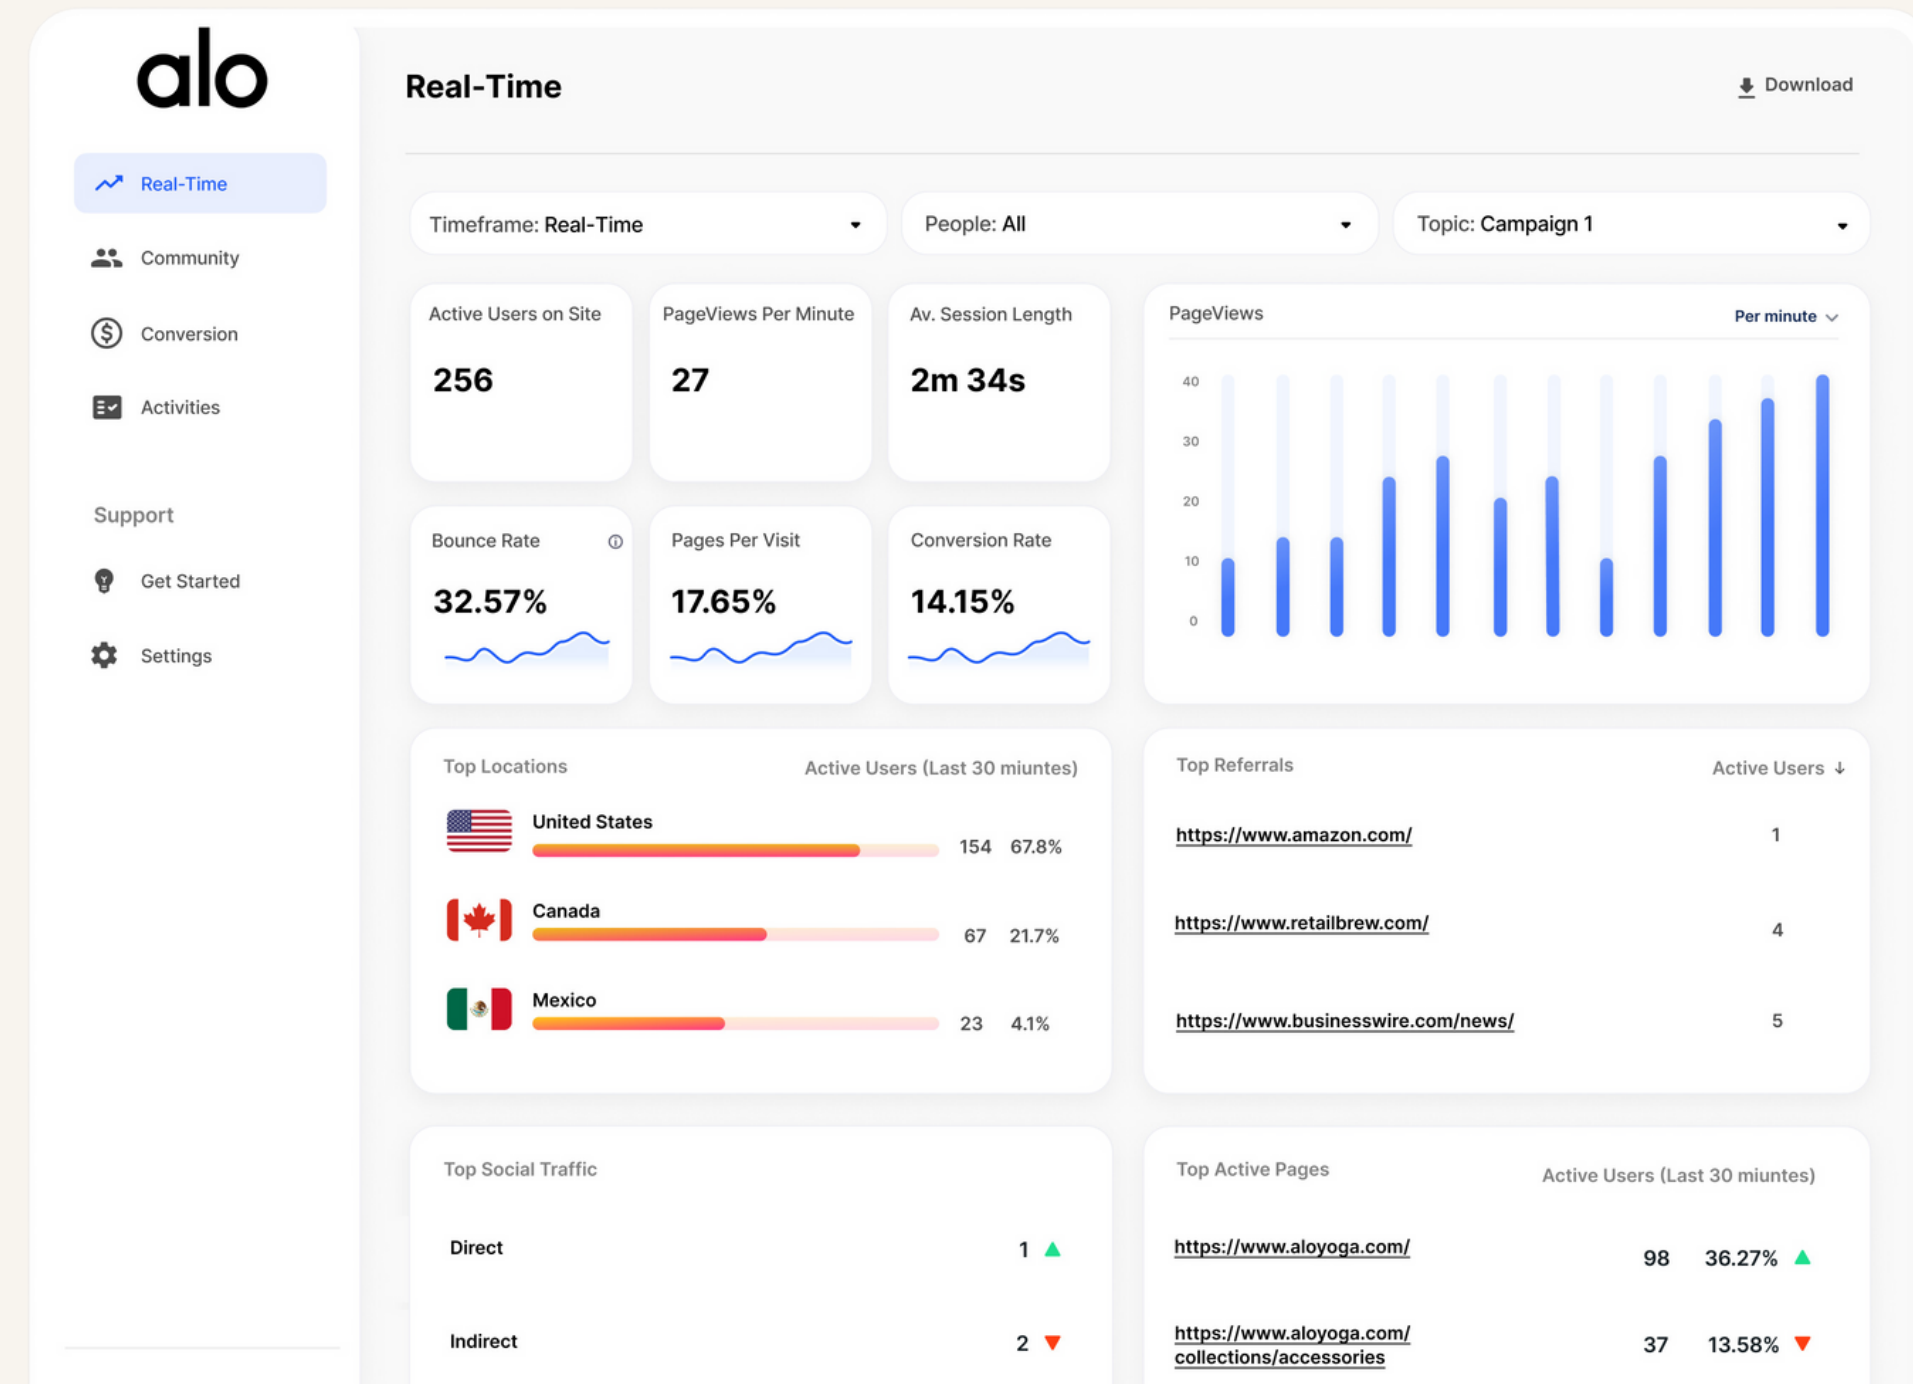 alo
Real-Time
Community
Conversion
Activities
Support
Get Started
Settings
Real-Time
Download
Timeframe: Real-Time
People: All
Topic: Campaign 1
Active Users on Site
256
PageViews Per Minute
27
Av. Session Length
2m 34s
Bounce Rate
32.57%
Pages Per Visit
17.65%
Conversion Rate
14.15%
PageViews
Per minute
40
30
20
10
0
Top Locations
Active Users (Last 30 miuntes)
United States
154 67.8%
Canada
67 21.7%
Mexico
23 4.1%
Top Referrals
Active Users ↓
https://www.amazon.com/
1
https://www.retailbrew.com/
4
https://www.businesswire.com/news/
5
Top Social Traffic
Direct
1
Indirect
2
Top Active Pages
Active Users (Last 30 miuntes)
https://www.aloyoga.com/
98 36.27%
https://www.aloyoga.com/
collections/accessories
37 13.58%